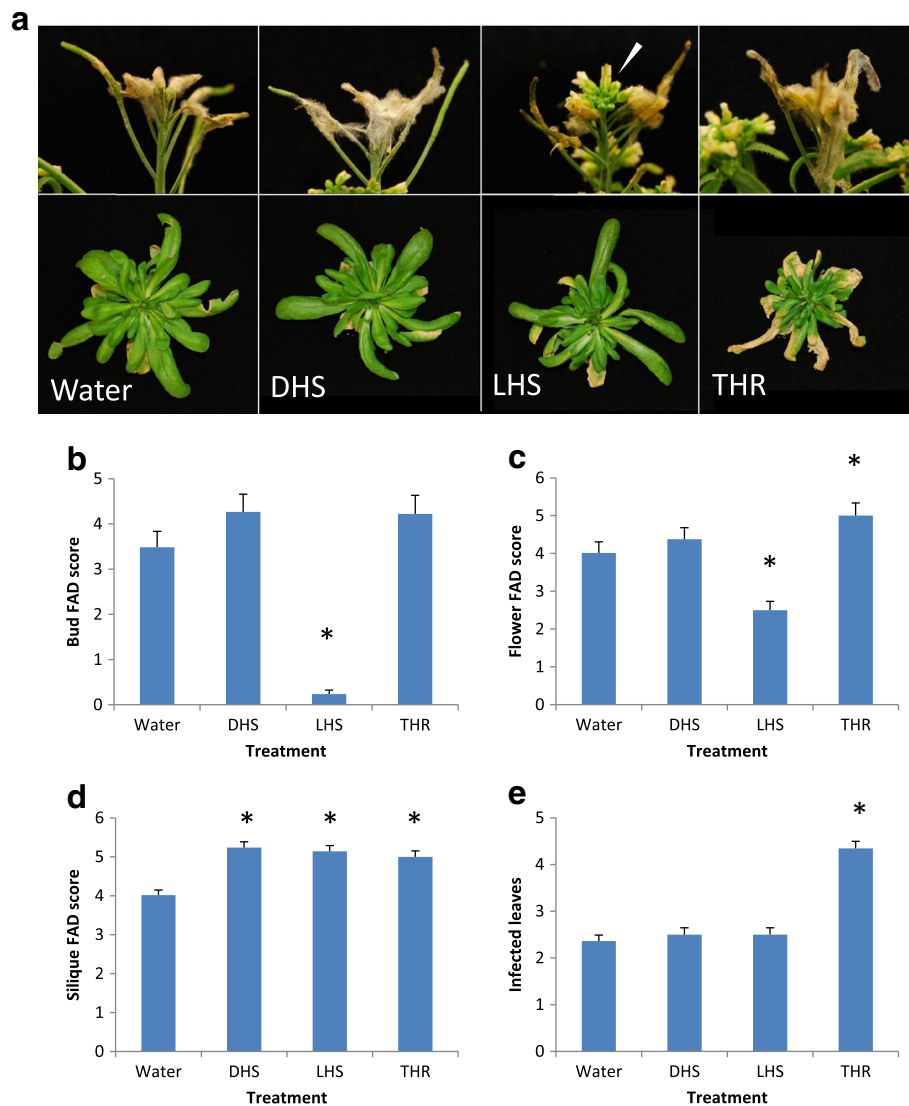 a
Water DHS LHS THR
b
5
4
3
2
1
0
Bud FAD score
*
Water DHS LHS THR
Treatment
c
6
5
4
3
2
1
0
Flower FAD score
* *
Water DHS LHS THR
Treatment
d
6
5
4
3
2
1
0
Silique FAD score
* * *
Water DHS LHS THR
Treatment
e
5
4
3
2
1
0
Infected leaves
*
Water DHS LHS THR
Treatment